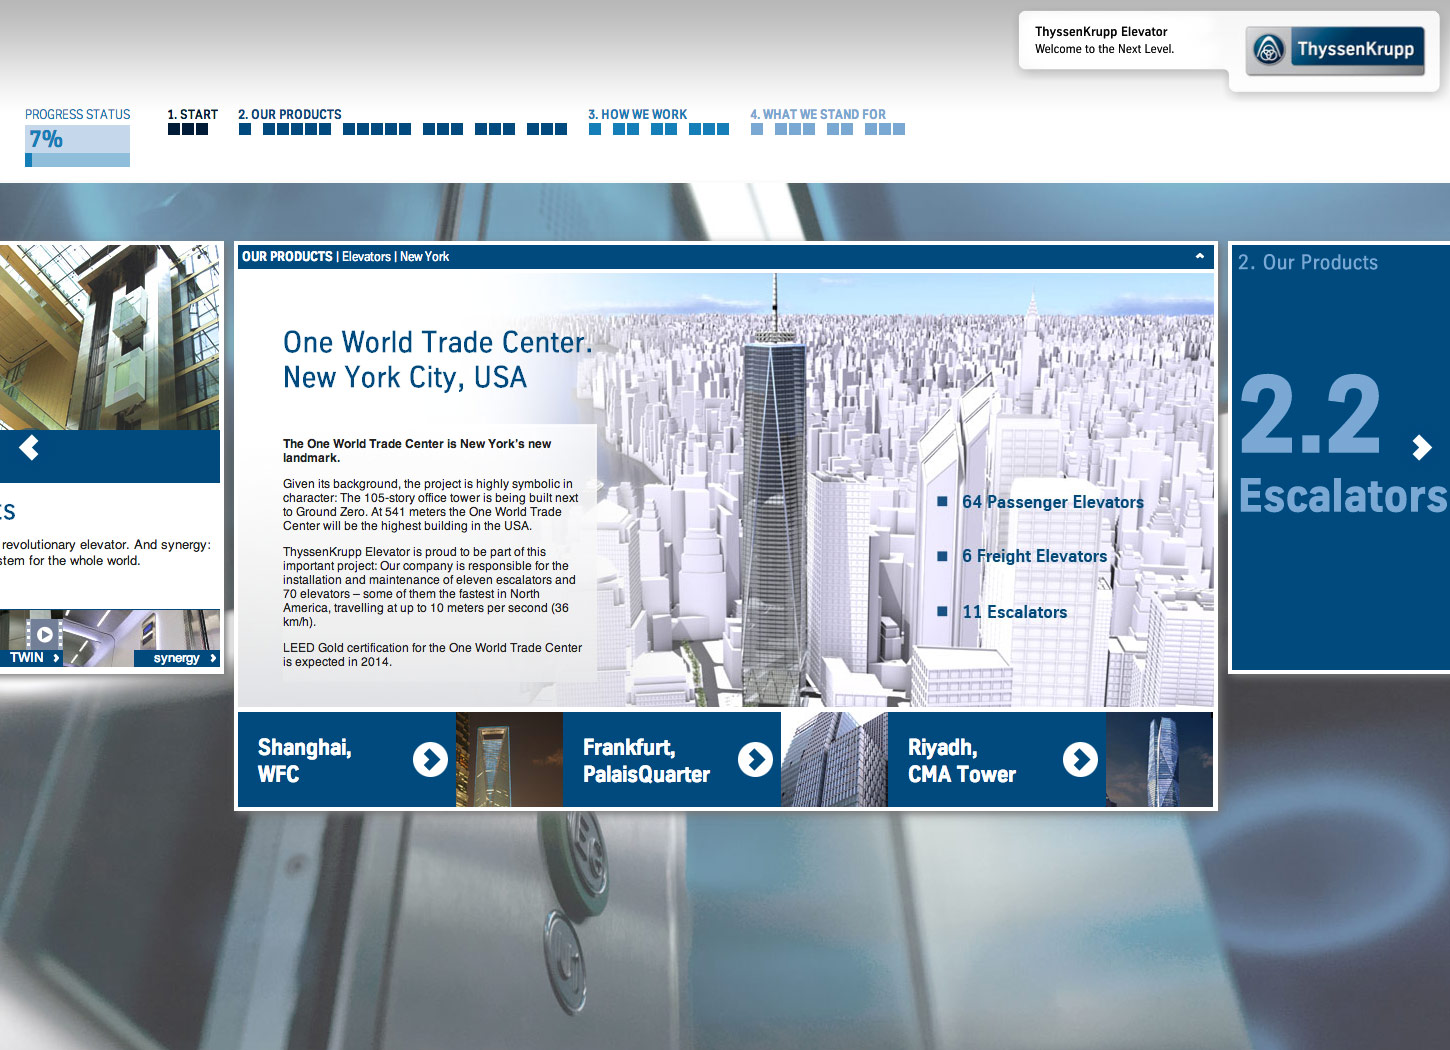 ThyssenKrupp Elevator
Welcome to the Next Level.
ThyssenKrupp
PROGRESS STATUS
7%
1. START
2. OUR PRODUCTS
3. HOW WE WORK
4. WHAT WE STAND FOR
revolutionary elevator. And synergy:
stem for the whole world.
TWIN
synergy
OUR PRODUCTS | Elevators | New York
One World Trade Center.
New York City, USA
The One World Trade Center is New York's new
landmark.
Given its background, the project is highly symbolic in
character: The 105-story office tower is being built next
to Ground Zero. At 541 meters the One World Trade
Center will be the highest building in the USA.
ThyssenKrupp Elevator is proud to be part of this
important project: Our company is responsible for the
installation and maintenance of eleven escalators and
70 elevators – some of them the fastest in North
America, travelling at up to 10 meters per second (36
km/h).
LEED Gold certification for the One World Trade Center
is expected in 2014.
64 Passenger Elevators
6 Freight Elevators
11 Escalators
Shanghai,
WFC
Frankfurt,
PalaisQuarter
Riyadh,
CMA Tower
2. Our Products
2.2
Escalators